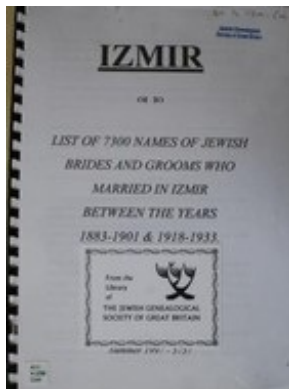 IZMIR
LIST OF 7300 NAMES OF JEWISH
BRIDES AND GROOMS WHO
MARRIED IN IZMIR
BETWEEN THE YEARS
1883-1901 & 1918-1933.
From the
Library
of
THE JEWISH GENEALOGICAL
SOCIETY OF GREAT BRITAIN